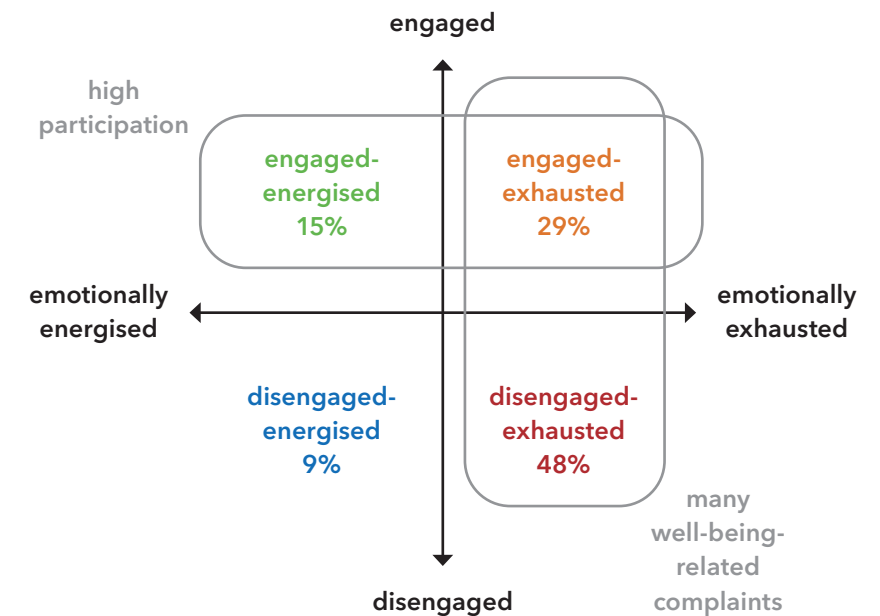 engaged
high
participation
engaged-
energised
15%
engaged-
exhausted
29%
emotionally
energised
emotionally
exhausted
disengaged-
energised
9%
disengaged-
exhausted
48%
many
well-being-
related
complaints
disengaged